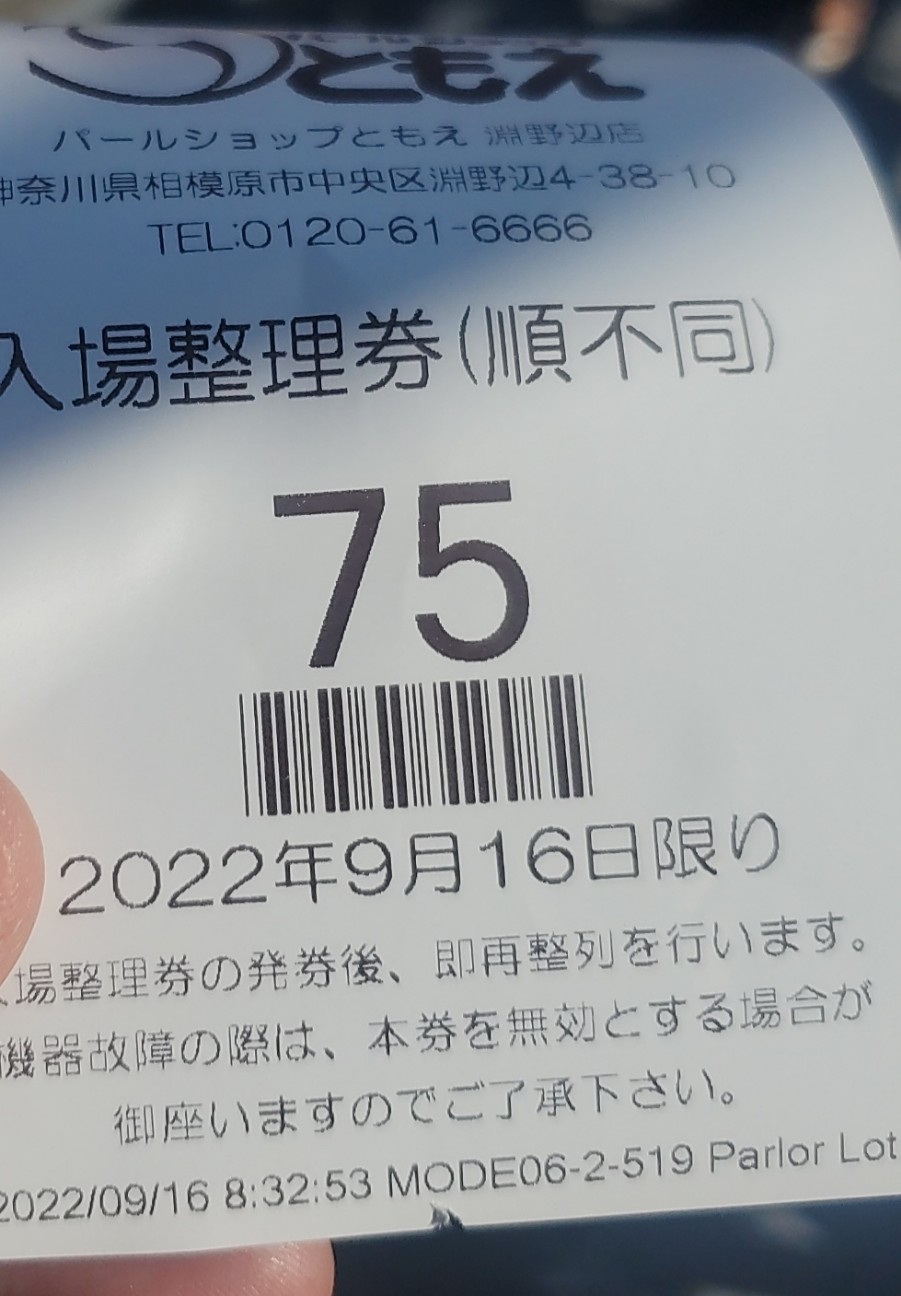 ともえ
パールショップともえ 淵野辺店
神奈川県相模原市中央区淵野辺4-38-10
TEL:0120-61-6666
入場整理券(順不同)
75
2022年9月16日限り
入場整理券の発券後、即再整列を行います。
機器故障の際は、本券を無効とする場合が
御座いますのでご了承下さい。
2022/09/16 8:32:53 MODE06-2-519 Parlor Lot